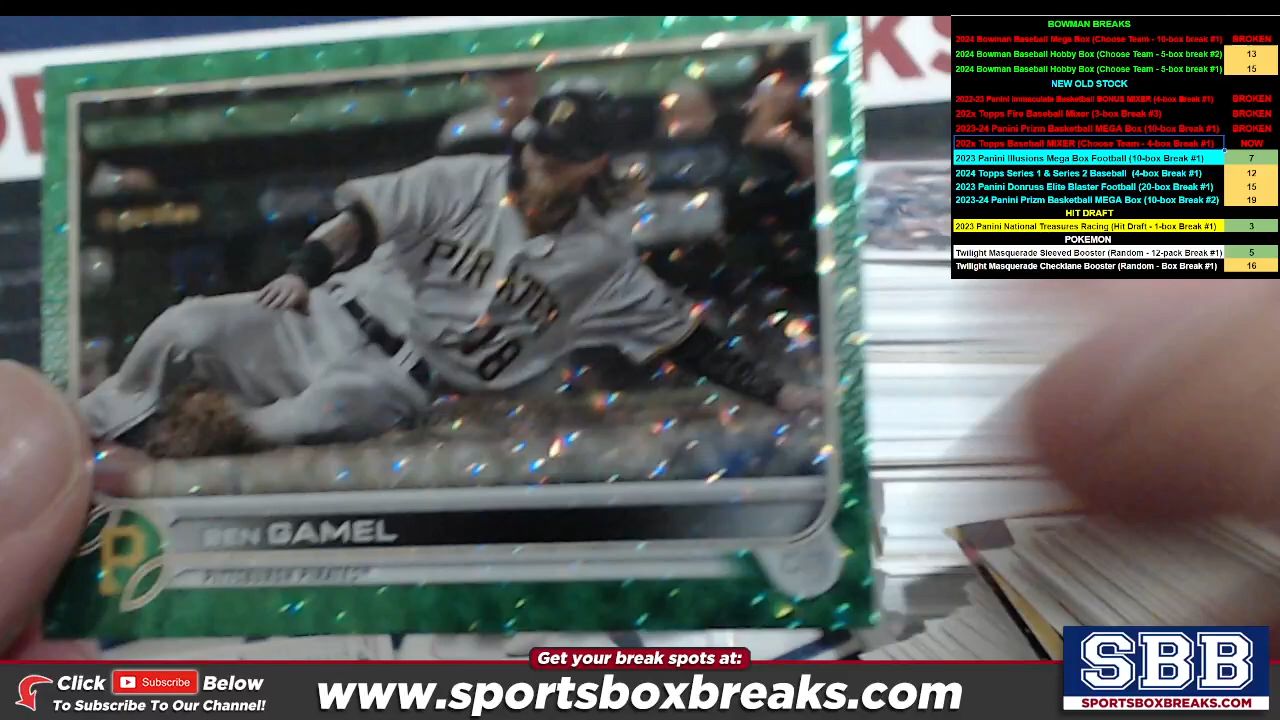 BOWMAN BREAKS
2024 Bowman Baseball Mega Box (Choose Team - 10-box break #1) BROKEN
2024 Bowman Baseball Hobby Box (Choose Team - 5-box break #2) 13
2024 Bowman Baseball Hobby Box (Choose Team - 5-box break #1) 15
NEW OLD STOCK
2022-23 Panini Immaculate Basketball BONUS MIXER (4-box Break #1) BROKEN
202x Topps Fire Baseball Mixer (3-box Break #3) BROKEN
2023-24 Panini Prizm Basketball MEGA Box (10-box Break #1) BROKEN
202x Topps Baseball MIXER (Choose Team - 4-box Break #1) NOW
2023 Panini Illusions Mega Box Football (10-box Break #1) 7
2024 Topps Series 1 & Series 2 Baseball (4-box Break #1) 12
2023 Panini Donruss Elite Blaster Football (20-box Break #1) 15
2023-24 Panini Prizm Basketball MEGA Box (10-box Break #2) 19
HIT DRAFT
2023 Panini National Treasures Racing (Hit Draft - 1-box Break #1) 3
POKEMON
Twilight Masquerade Sleeved Booster (Random - 12-pack Break #1) 5
Twilight Masquerade Checklane Booster (Random - Box Break #1) 16
PIRATES
18
BEN GAMEL
PITTSBURGH PIRATES
Get your break spots at:
Click Subscribe Below
To Subscribe To Our Channel!
www.sportsboxbreaks.com
SBB
SPORTSBOXBREAKS.COM